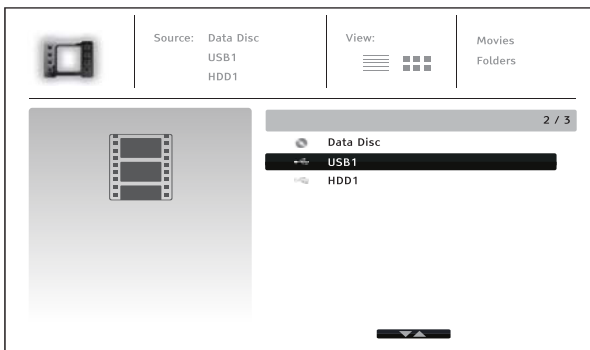 Source: Data Disc
USB1
HDD1
View:
Movies
Folders
2 / 3
Data Disc
USB1
HDD1